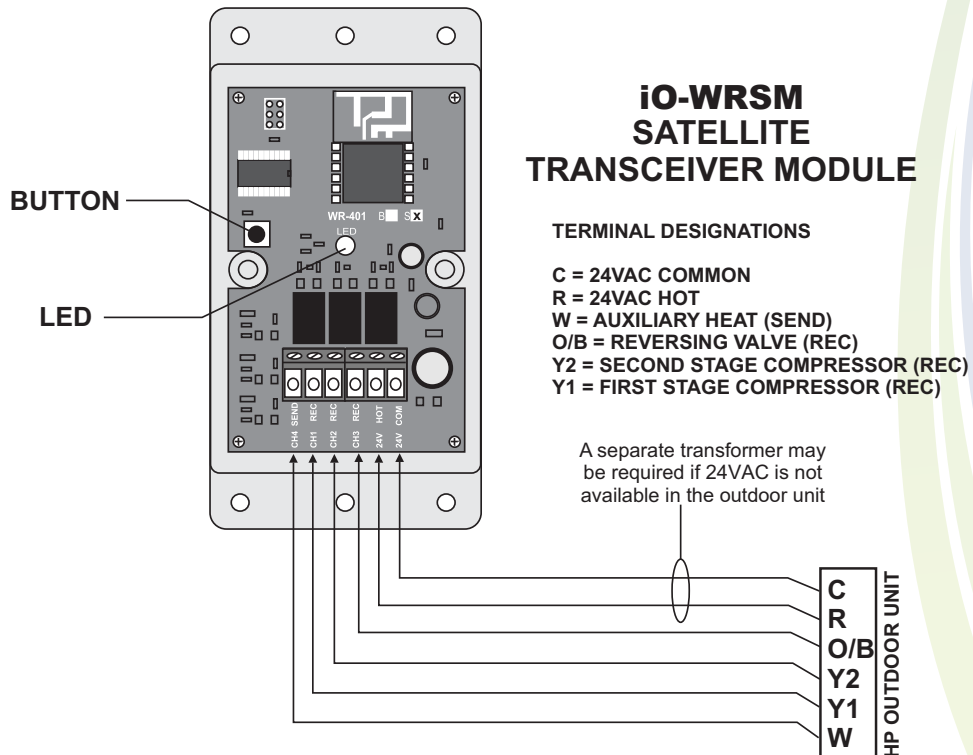 iO-WRSM
SATELLITE
TRANSCEIVER MODULE
BUTTON
LED
WR-401 B S X
LED
TERMINAL DESIGNATIONS
C = 24VAC COMMON
R = 24VAC HOT
W = AUXILIARY HEAT (SEND)
O/B = REVERSING VALVE (REC)
Y2 = SECOND STAGE COMPRESSOR (REC)
Y1 = FIRST STAGE COMPRESSOR (REC)
CH4 SEND
CH1 REC
CH2 REC
CH3 REC
24V HOT
24V COM
A separate transformer may
be required if 24VAC is not
available in the outdoor unit
C
R
O/B
Y2
Y1
W
HP OUTDOOR UNIT